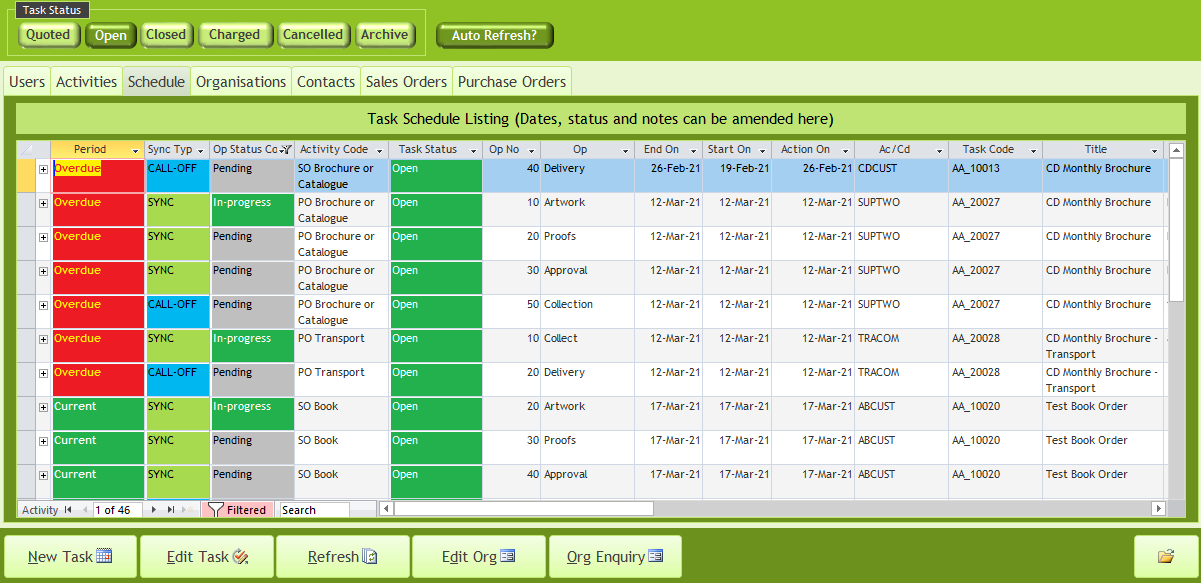 Task Status
Quoted Open Closed Charged Cancelled Archive Auto Refresh?
Users Activities Schedule Organisations Contacts Sales Orders Purchase Orders
Task Schedule Listing (Dates, status and notes can be amended here)
Period Sync Typ Op Status Co Activity Code Task Status Op No Op End On Start On Action On Ac/Cd Task Code Title
Overdue CALL-OFF Pending SO Brochure or Open 40 Delivery 26-Feb-21 19-Feb-21 26-Feb-21 CDCUST AA_10013 CD Monthly Brochure
Catalogue
Overdue SYNC In-progress PO Brochure or Open 10 Artwork 12-Mar-21 12-Mar-21 12-Mar-21 SUPTWO AA_20027 CD Monthly Brochure
Catalogue
Overdue SYNC Pending PO Brochure or Open 20 Proofs 12-Mar-21 12-Mar-21 12-Mar-21 SUPTWO AA_20027 CD Monthly Brochure
Catalogue
Overdue SYNC Pending PO Brochure or Open 30 Approval 12-Mar-21 12-Mar-21 12-Mar-21 SUPTWO AA_20027 CD Monthly Brochure
Catalogue
Overdue CALL-OFF Pending PO Brochure or Open 50 Collection 12-Mar-21 12-Mar-21 12-Mar-21 SUPTWO AA_20027 CD Monthly Brochure
Catalogue
Overdue SYNC In-progress PO Transport Open 10 Collect 12-Mar-21 12-Mar-21 12-Mar-21 TRACOM AA_20028 CD Monthly Brochure -
Transport
Overdue CALL-OFF Pending PO Transport Open 20 Delivery 12-Mar-21 12-Mar-21 12-Mar-21 TRACOM AA_20028 CD Monthly Brochure -
Transport
Current SYNC In-progress SO Book Open 20 Artwork 17-Mar-21 17-Mar-21 17-Mar-21 ABCUST AA_10020 Test Book Order
Current SYNC Pending SO Book Open 30 Proofs 17-Mar-21 17-Mar-21 17-Mar-21 ABCUST AA_10020 Test Book Order
Current SYNC Pending SO Book Open 40 Approval 17-Mar-21 17-Mar-21 17-Mar-21 ABCUST AA_10020 Test Book Order
Activity 1 of 46 Filtered Search
New Task Edit Task Refresh Edit Org Org Enquiry